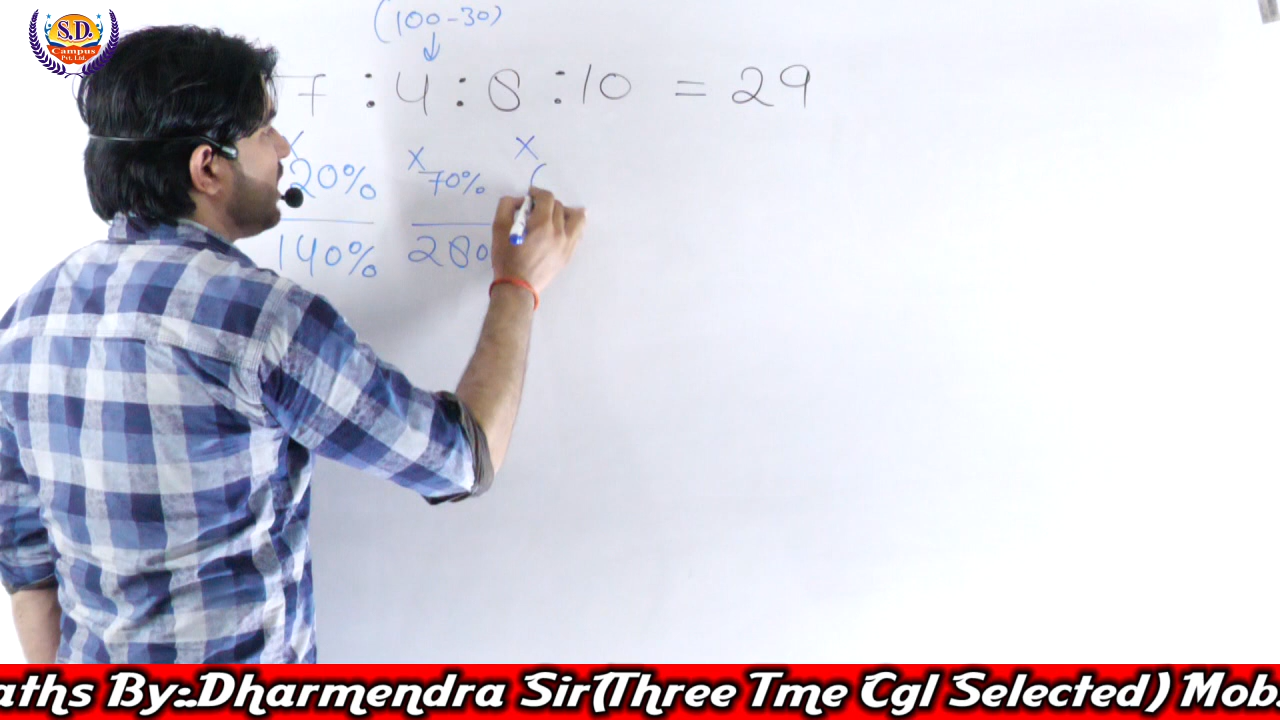 S.D.
Campus
Pvt. Ltd.
(100-30)
7 : 4 : 8 : 10 = 29
x x x
20% 70% (
140% 280
aths By:-Dharmendra Sir(Three Tme Cgl Selected) Mob